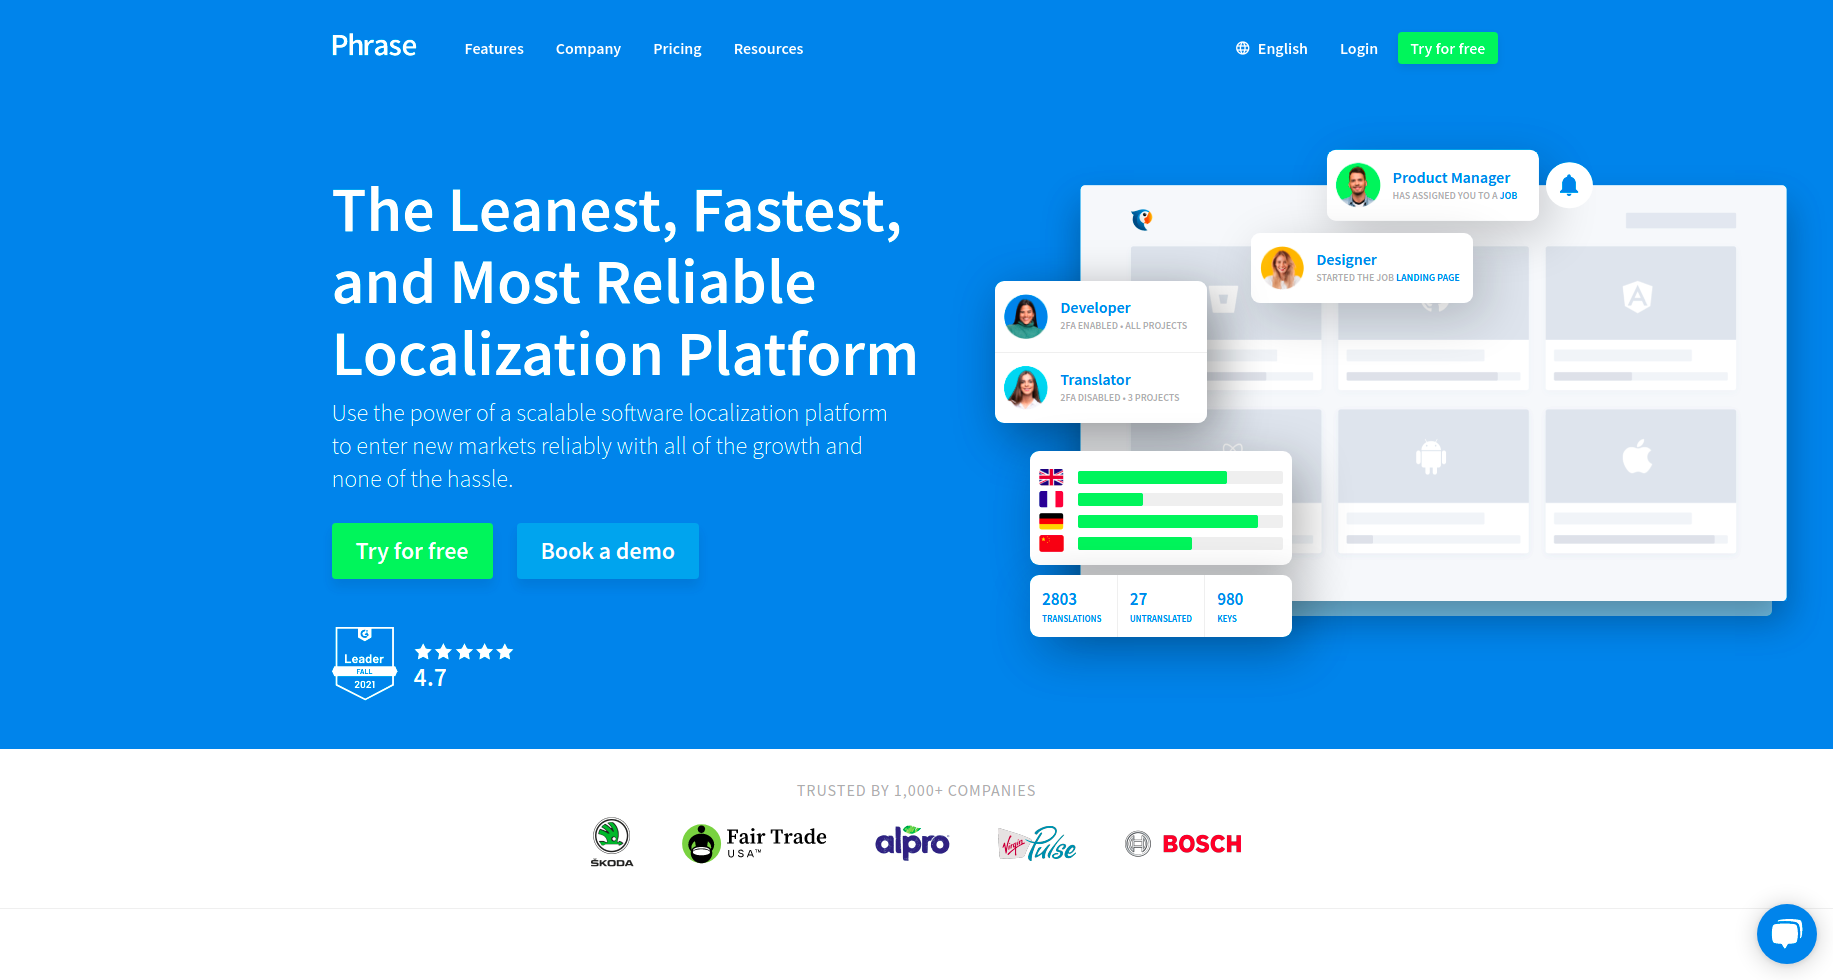 Phrase
Features
Company
Pricing
Resources
English
Login
Try for free
The Leanest, Fastest,
and Most Reliable
Localization Platform
Use the power of a scalable software localization platform
to enter new markets reliably with all of the growth and
none of the hassle.
Try for free
Book a demo
Leader
FALL
2021
4.7
Product Manager
HAS ASSIGNED YOU TO A JOB
Designer
STARTED THE JOB LANDING PAGE
Developer
2FA ENABLED • ALL PROJECTS
Translator
2FA DISABLED • 3 PROJECTS
2803
TRANSLATIONS
27
UNTRANSLATED
980
KEYS
TRUSTED BY 1,000+ COMPANIES
ŠKODA
Fair Trade
USA™
alpro
Virgin Pulse
BOSCH